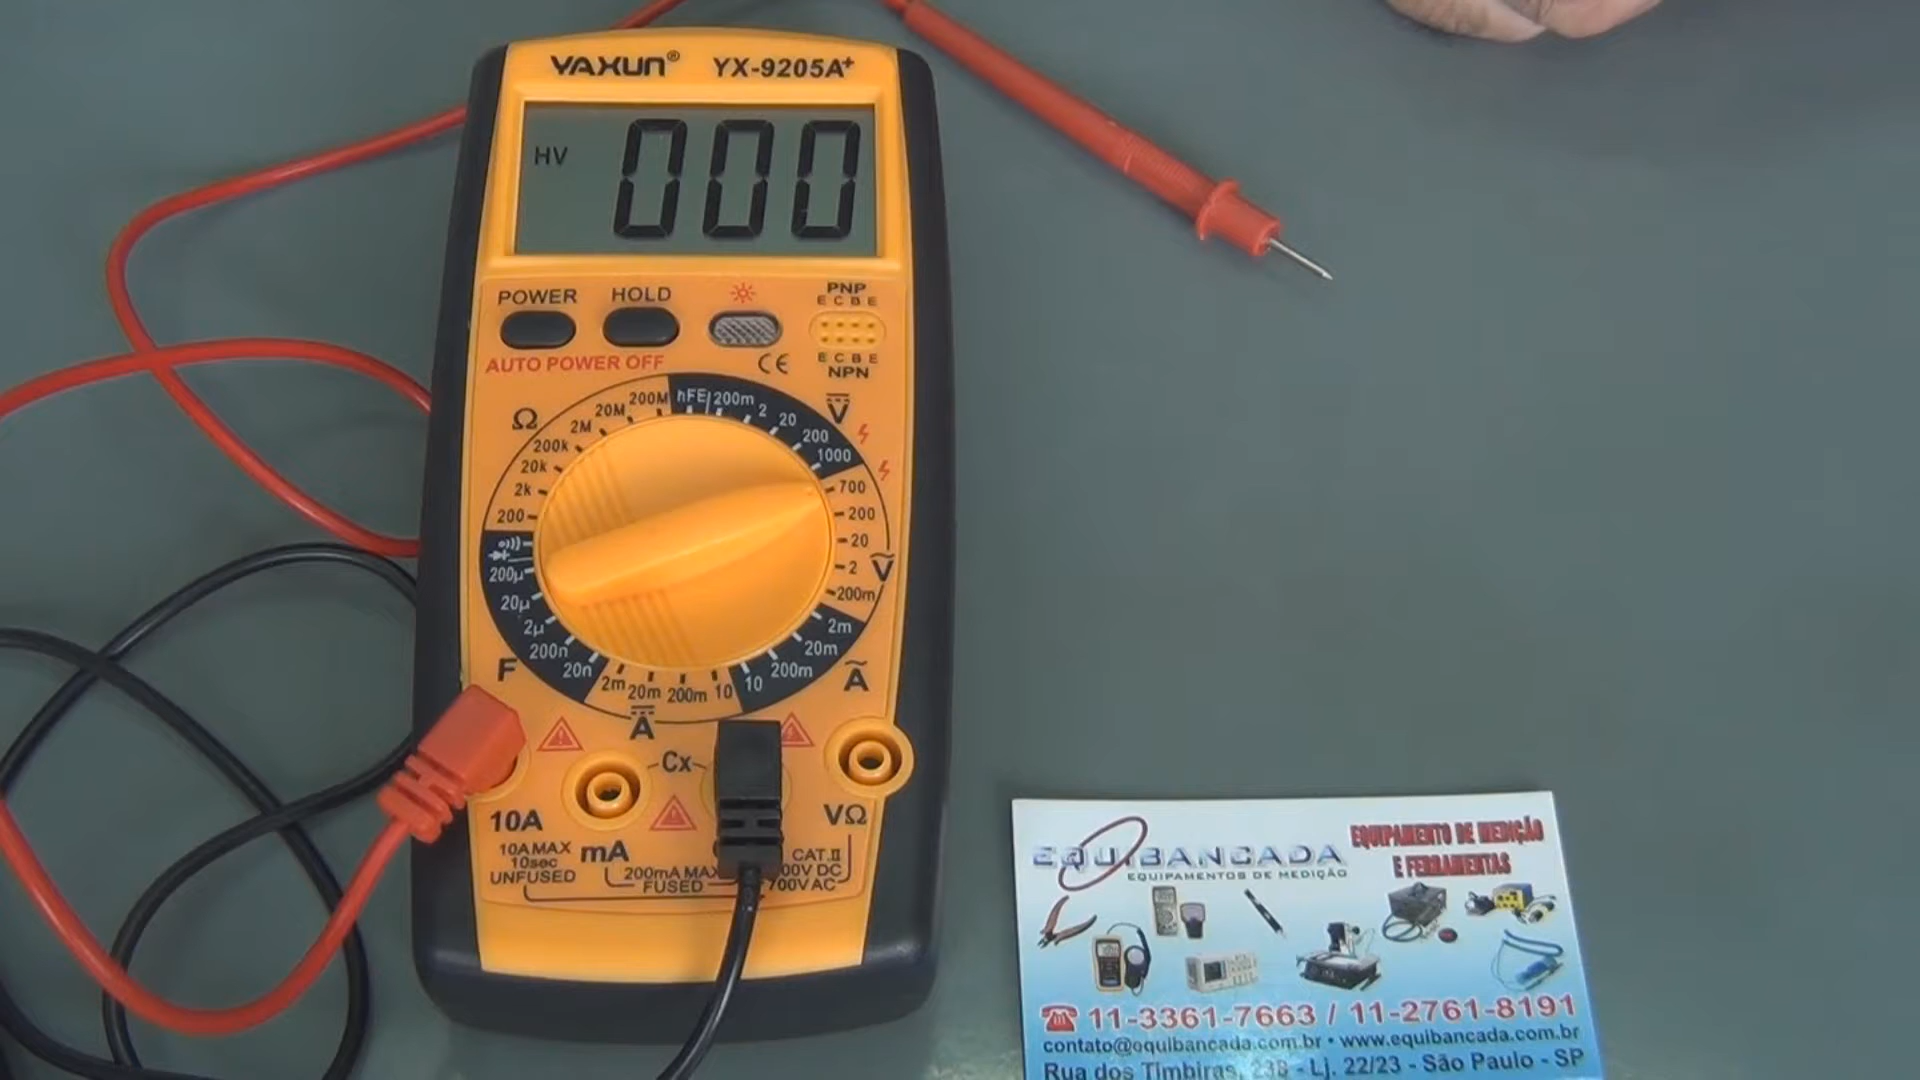 YAXUN® YX-9205A+
HV 000
POWER HOLD PNP
E C B E
AUTO POWER OFF CE E C B E
NPN
Ω 200M hFE 200m V
20M 2
2M 20
200k 200
20k 1000
2k 700
200 200
20
200µ 2 V
20µ 200m
2µ 2m
200n 20m
F 20n 200m A
2m 20m 200m 10 10
A
Cx
10A VΩ
10A MAX
10sec
UNFUSED
mA
200mA MAX
FUSED
CAT.II
00V DC
700V AC
EQUIBANCADA
EQUIPAMENTOS DE MEDIÇÃO
EQUIPAMENTO DE MEDIÇÃO
E FERRAMENTAS
11-3361-7663 / 11-2761-8191
contato@equibancada.com.br • www.equibancada.com.br
Rua dos Timbiras, 238 - Lj. 22/23 - São Paulo - SP